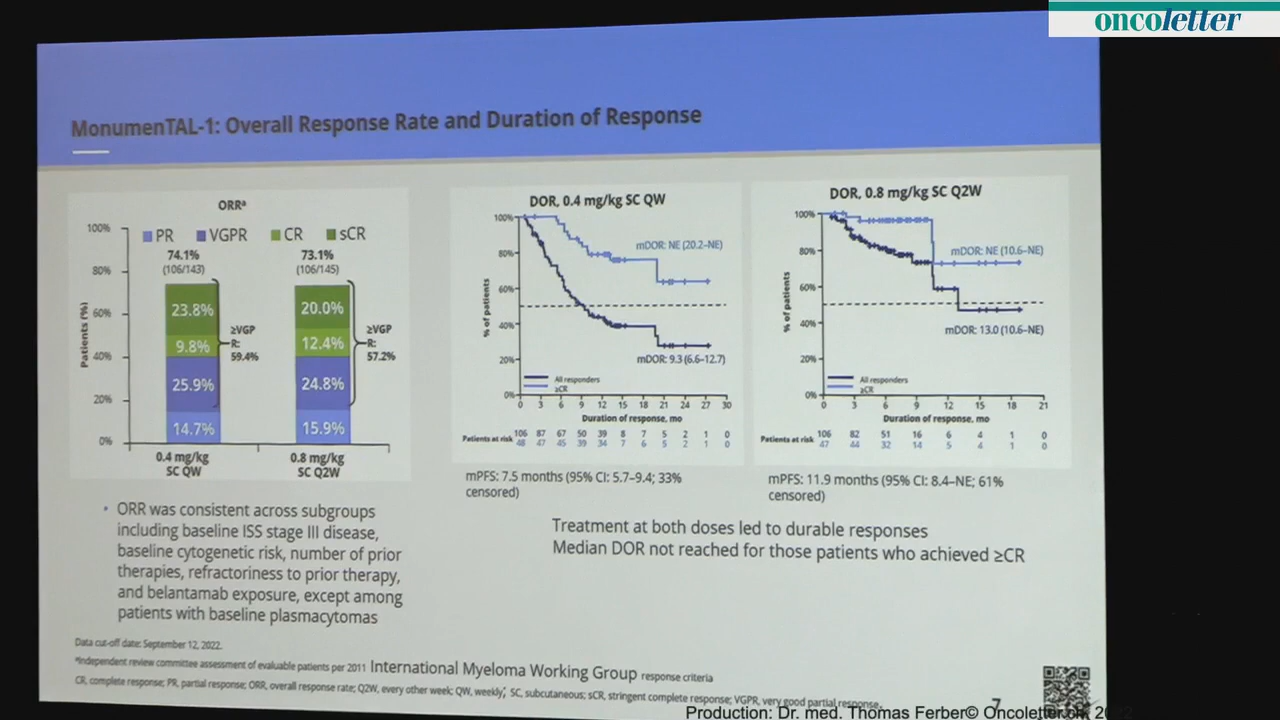 oncoletter
MonumenTAL-1: Overall Response Rate and Duration of Response
ORRª
PR VGPR CR sCR
100%
80%
60%
40%
20%
0%
Patients (%)
74.1%
(106/143)
23.8%
9.8%
25.9%
14.7%
≥VGP
R:
59.4%
0.4 mg/kg
SC QW
73.1%
(106/145)
20.0%
12.4%
24.8%
15.9%
≥VGP
R:
57.2%
0.8 mg/kg
SC Q2W
DOR, 0.4 mg/kg SC QW
100%
80%
60%
40%
20%
0%
% of patients
mDOR: NE (20.2–NE)
mDOR: 9.3 (6.6–12.7)
All responders
≥CR
0 3 6 9 12 15 18 21 24 27 30
Duration of response, mo
Patients at risk 106 87 67 50 39 8 7 5 2 1 0
48 47 45 39 34 7 6 5 2 1 0
mPFS: 7.5 months (95% CI: 5.7–9.4; 33%
censored)
DOR, 0.8 mg/kg SC Q2W
100%
80%
60%
40%
20%
0%
% of patients
mDOR: NE (10.6–NE)
mDOR: 13.0 (10.6–NE)
All responders
≥CR
0 3 6 9 12 15 18 21
Duration of response, mo
Patients at risk 106 82 51 16 6 4 1 0
47 44 32 14 5 4 1 0
mPFS: 11.9 months (95% CI: 8.4–NE; 61%
censored)
• ORR was consistent across subgroups
including baseline ISS stage III disease,
baseline cytogenetic risk, number of prior
therapies, refractoriness to prior therapy,
and belantamab exposure, except among
patients with baseline plasmacytomas
Treatment at both doses led to durable responses
Median DOR not reached for those patients who achieved ≥CR
Data cut-off date: September 12, 2022.
ªIndependent review committee assessment of evaluable patients per 2011 International Myeloma Working Group response criteria
CR, complete response; PR, partial response; ORR, overall response rate; Q2W, every other week; QW, weekly; SC, subcutaneous; sCR, stringent complete response; VGPR, very good partial response.
7
Production: Dr. med. Thomas Ferber© Oncoletter.ch, 2022